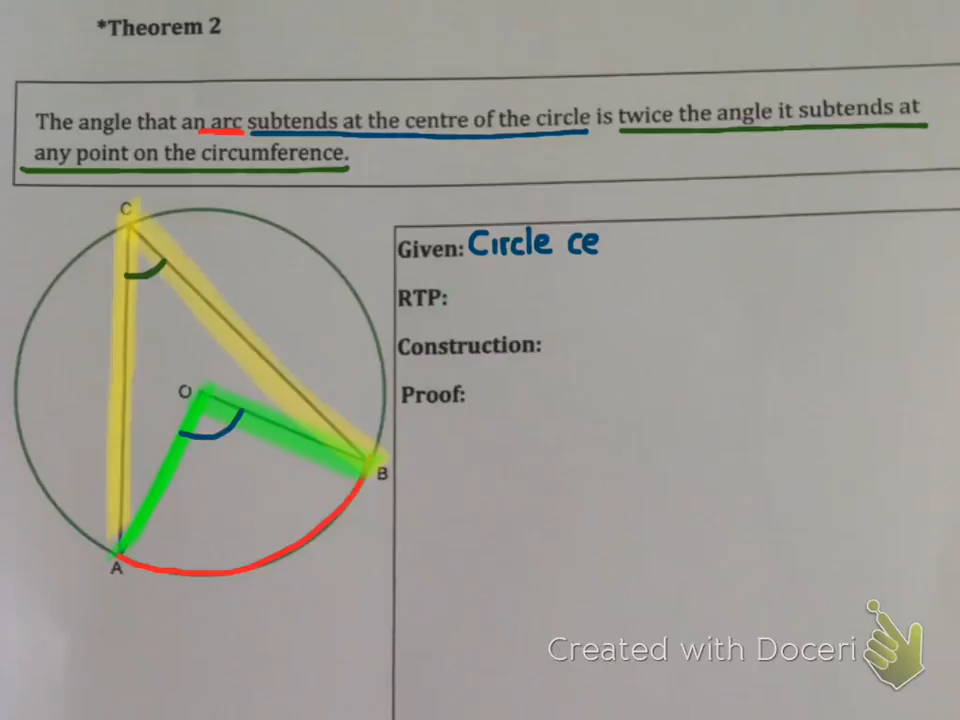 *Theorem 2
The angle that an arc subtends at the centre of the circle is twice the angle it subtends at
any point on the circumference.
C
Given: Circle ce
RTP:
Construction:
O
Proof:
B
A
Created with Doceri